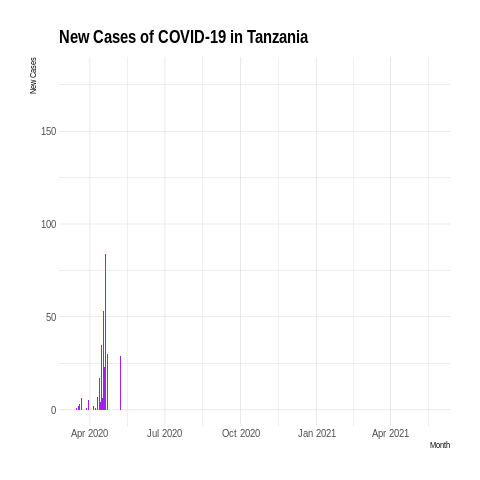 New Cases of COVID-19 in Tanzania
New Cases
150
100
50
0
Apr 2020 Jul 2020 Oct 2020 Jan 2021 Apr 2021
Month